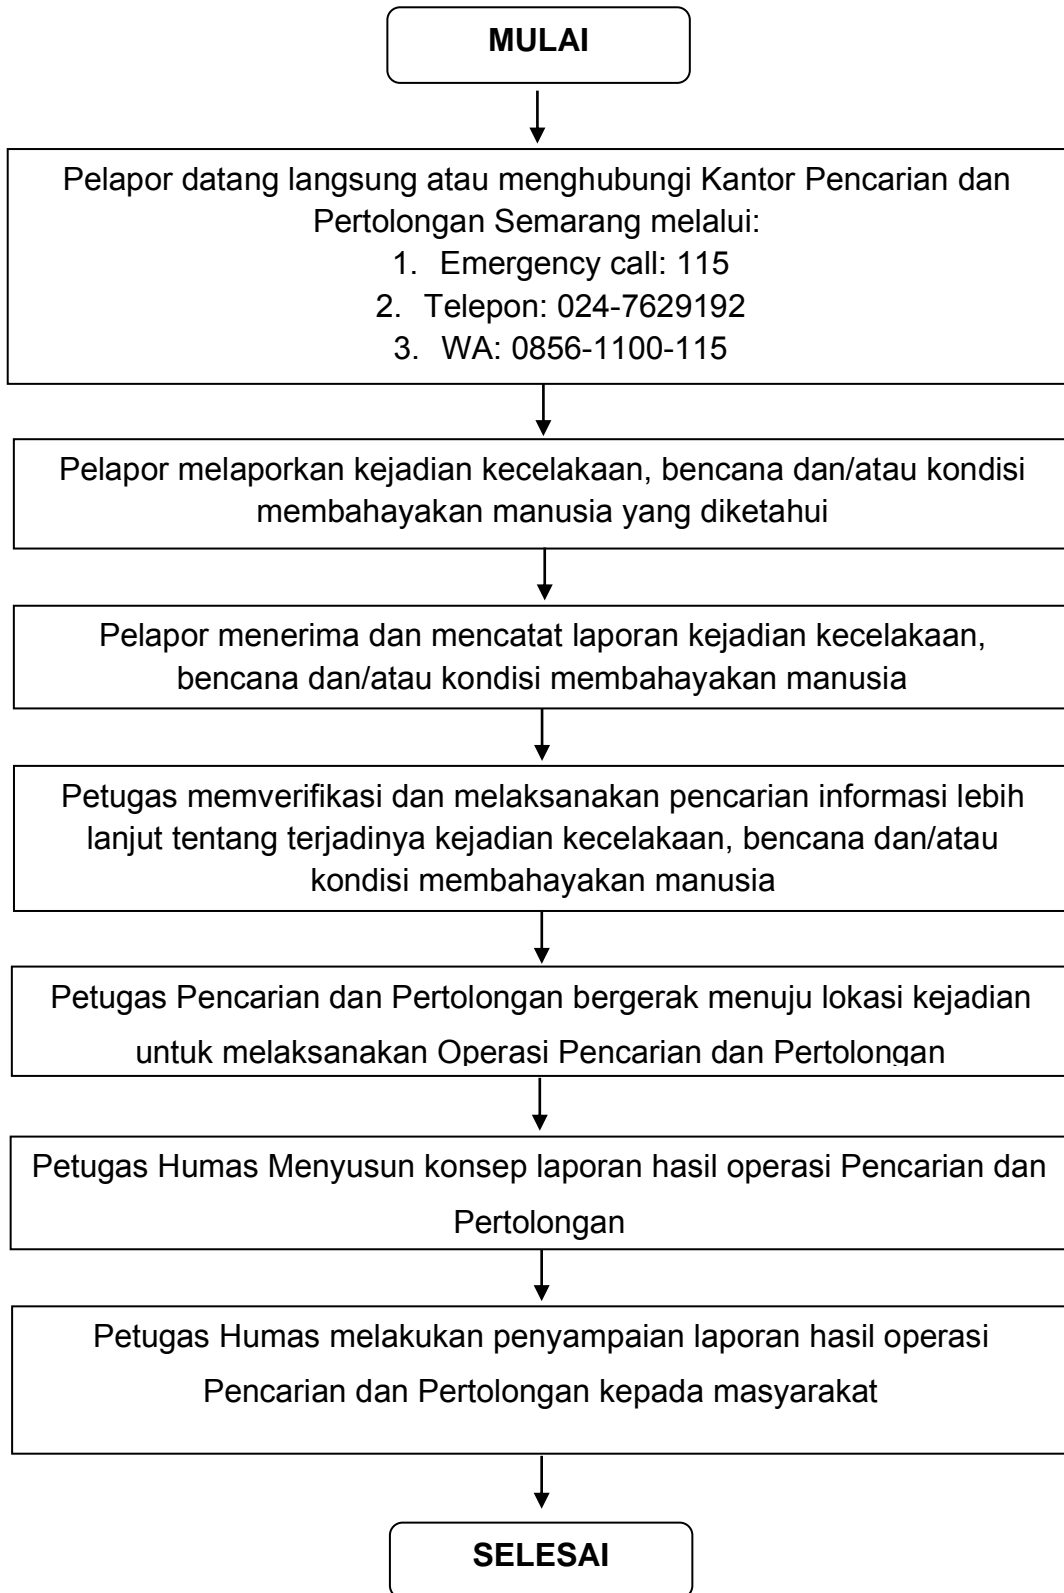 MULAI
Pelapor datang langsung atau menghubungi Kantor Pencarian dan
Pertolongan Semarang melalui:
1. Emergency call: 115
2. Telepon: 024-7629192
3. WA: 0856-1100-115
Pelapor melaporkan kejadian kecelakaan, bencana dan/atau kondisi
membahayakan manusia yang diketahui
Pelapor menerima dan mencatat laporan kejadian kecelakaan,
bencana dan/atau kondisi membahayakan manusia
Petugas memverifikasi dan melaksanakan pencarian informasi lebih
lanjut tentang terjadinya kejadian kecelakaan, bencana dan/atau
kondisi membahayakan manusia
Petugas Pencarian dan Pertolongan bergerak menuju lokasi kejadian
untuk melaksanakan Operasi Pencarian dan Pertolongan
Petugas Humas Menyusun konsep laporan hasil operasi Pencarian dan
Pertolongan
Petugas Humas melakukan penyampaian laporan hasil operasi
Pencarian dan Pertolongan kepada masyarakat
SELESAI